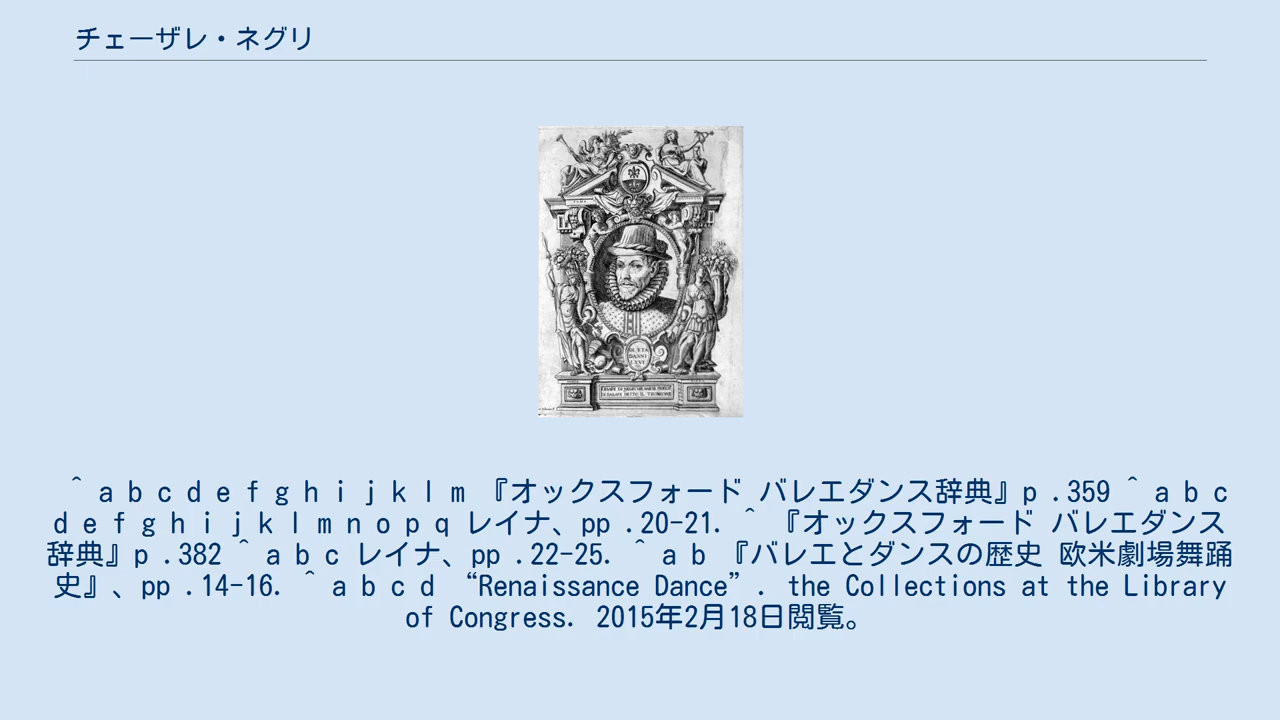 チェーザレ・ネグリ
FAMA
^ a b c d e f g h i j k l m 『オックスフォード バレエダンス辞典』p .359 ^ a b c
d e f g h i j k l m n o p q レイナ、pp .20-21. ^ 『オックスフォード バレエダンス
辞典』p .382 ^ a b c レイナ、pp .22-25. ^ a b 『バレエとダンスの歴史 欧米劇場舞踊
史』、pp .14-16. ^ a b c d “Renaissance Dance”. the Collections at the Library
of Congress. 2015年2月18日閲覧。